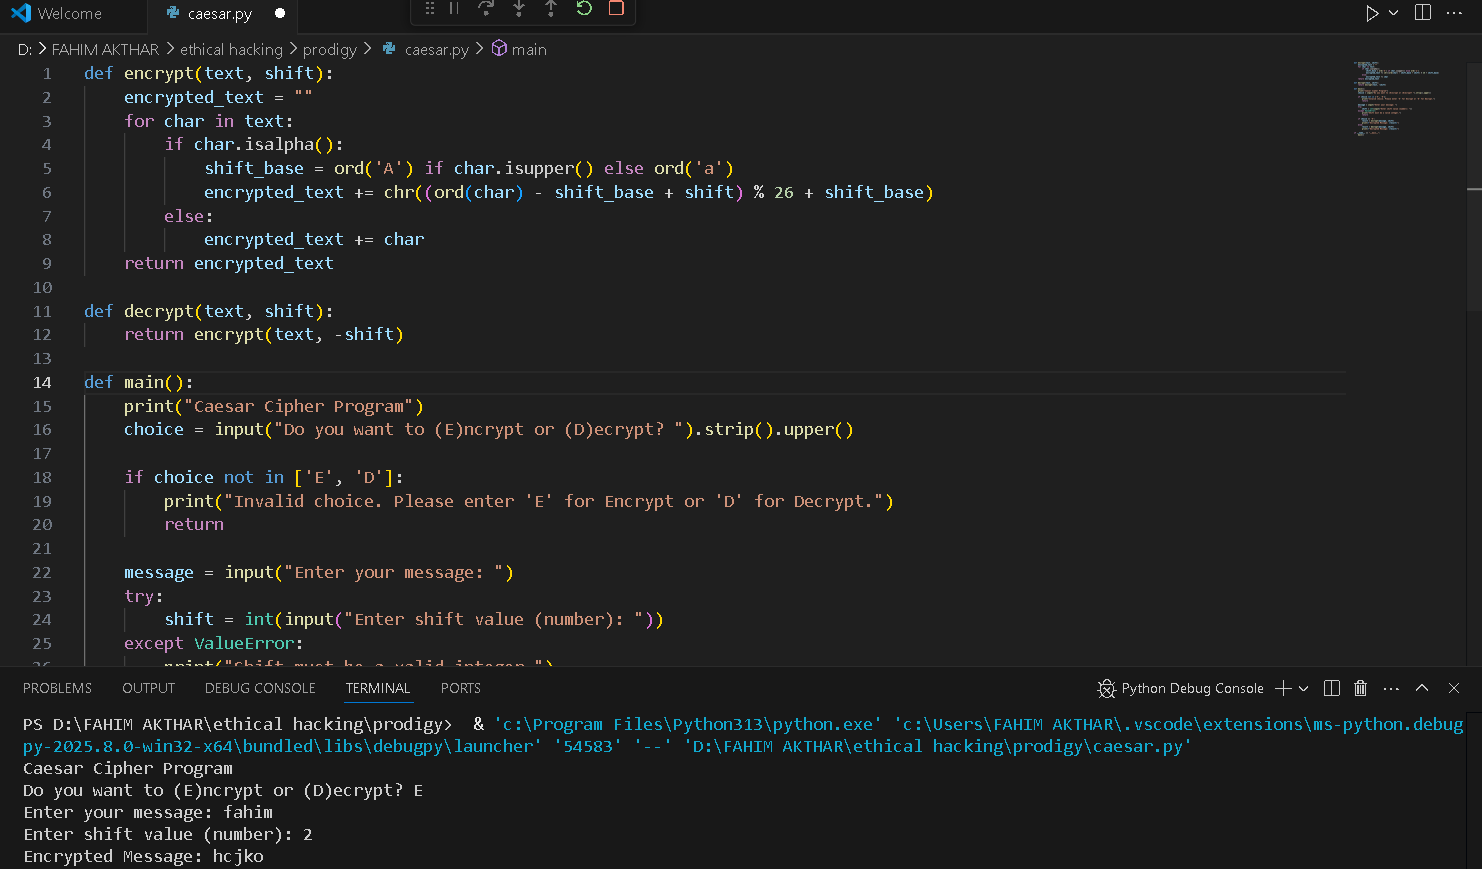 Welcome
caesar.py
D: > FAHIM AKTHAR > ethical hacking > prodigy > caesar.py > main
1 def encrypt(text, shift):
2     encrypted_text = ""
3     for char in text:
4         if char.isalpha():
5             shift_base = ord('A') if char.isupper() else ord('a')
6             encrypted_text += chr((ord(char) - shift_base + shift) % 26 + shift_base)
7         else:
8             encrypted_text += char
9     return encrypted_text
10
11 def decrypt(text, shift):
12     return encrypt(text, -shift)
13
14 def main():
15     print("Caesar Cipher Program")
16     choice = input("Do you want to (E)ncrypt or (D)ecrypt? ").strip().upper()
17
18     if choice not in ['E', 'D']:
19         print("Invalid choice. Please enter 'E' for Encrypt or 'D' for Decrypt.")
20         return
21
22     message = input("Enter your message: ")
23     try:
24         shift = int(input("Enter shift value (number): "))
25     except ValueError:
26         print("Shift must be a valid integer.")
PROBLEMS OUTPUT DEBUG CONSOLE TERMINAL PORTS Python Debug Console
PS D:\FAHIM AKTHAR\ethical hacking\prodigy>  & 'c:\Program Files\Python313\python.exe' 'c:\Users\FAHIM AKTHAR\.vscode\extensions\ms-python.debug
py-2025.8.0-win32-x64\bundled\libs\debugpy\launcher' '54583' '--' 'D:\FAHIM AKTHAR\ethical hacking\prodigy\caesar.py'
Caesar Cipher Program
Do you want to (E)ncrypt or (D)ecrypt? E
Enter your message: fahim
Enter shift value (number): 2
Encrypted Message: hcjko